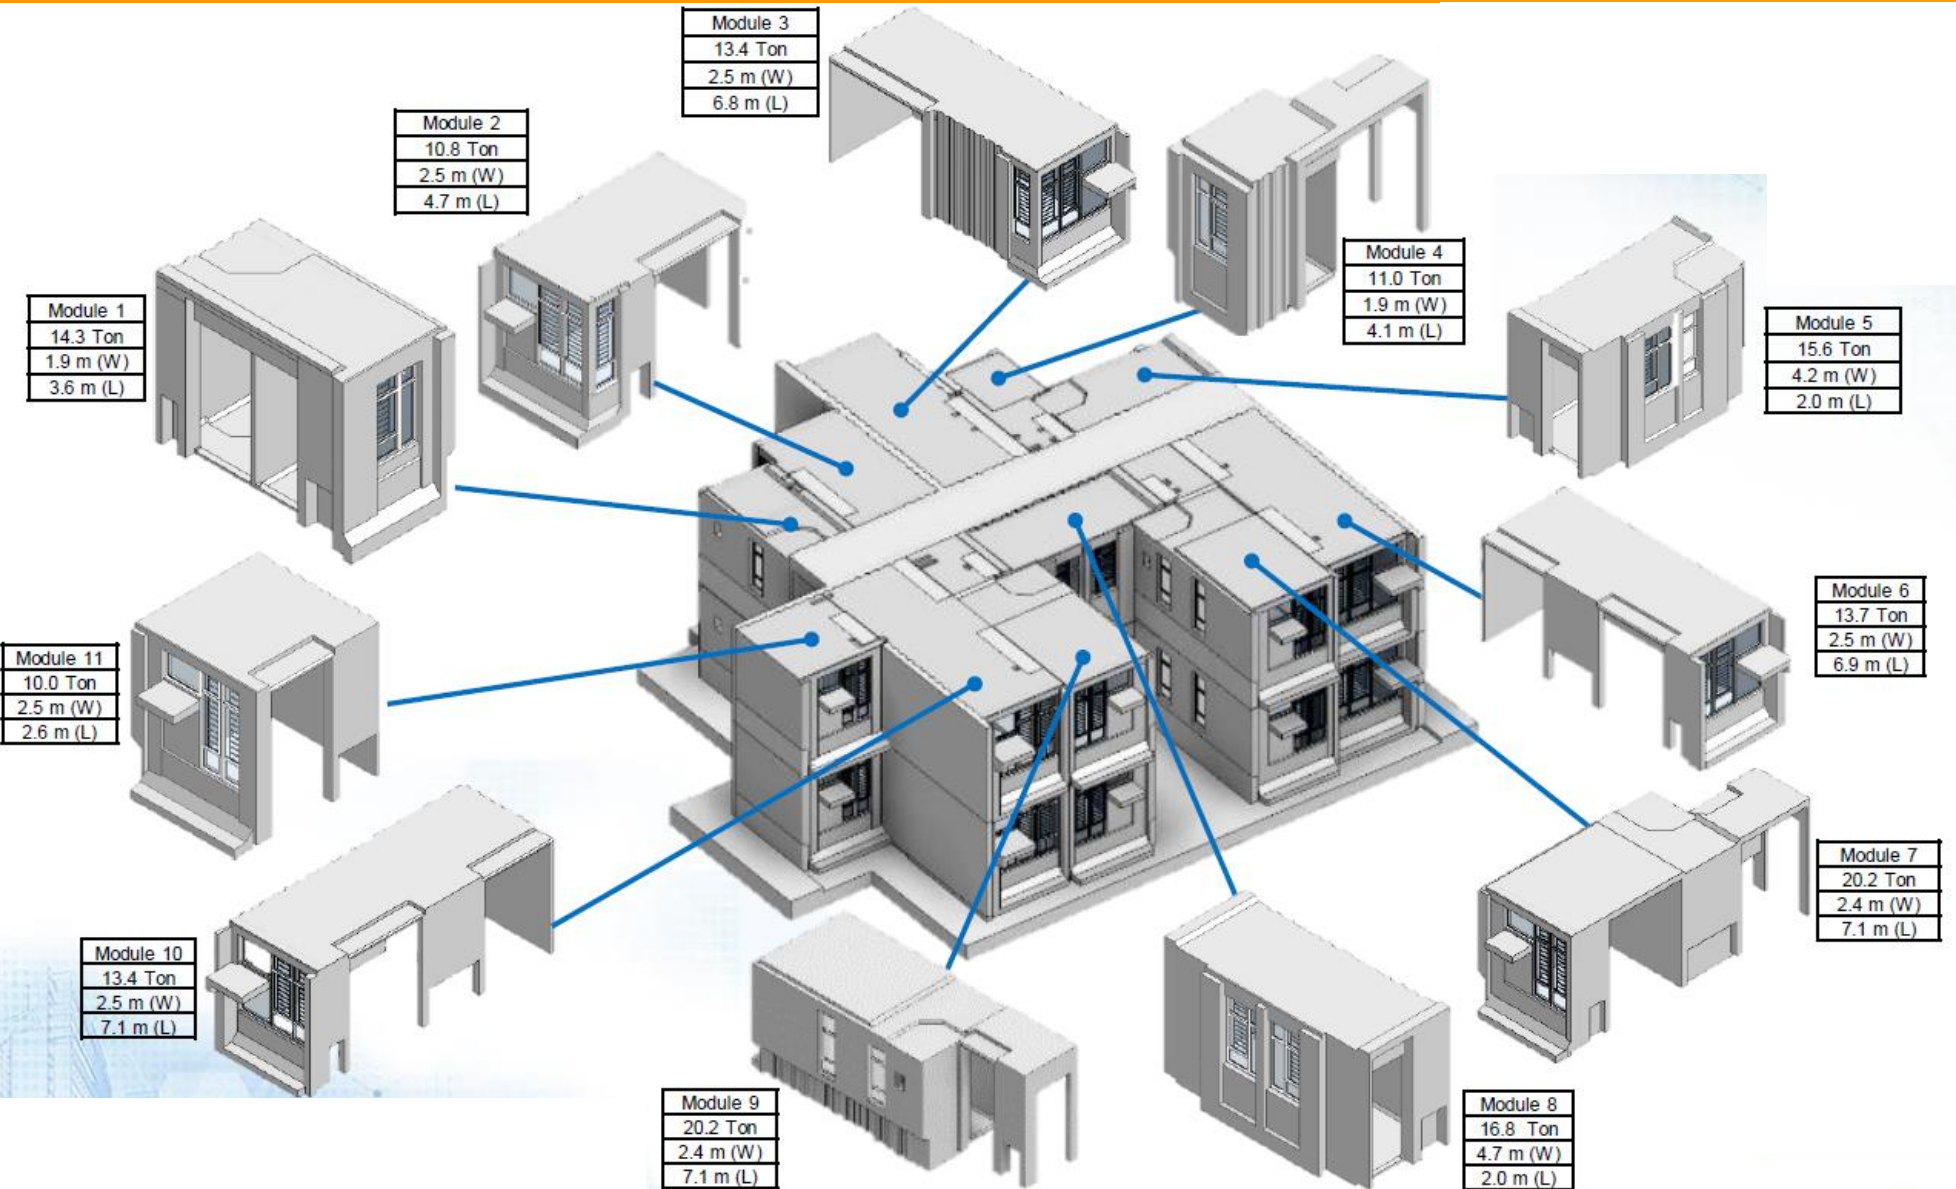 Module 3
13.4 Ton
2.5 m (W)
6.8 m (L)
Module 2
10.8 Ton
2.5 m (W)
4.7 m (L)
Module 4
11.0 Ton
1.9 m (W)
4.1 m (L)
Module 1
14.3 Ton
1.9 m (W)
3.6 m (L)
Module 5
15.6 Ton
4.2 m (W)
2.0 m (L)
Module 6
13.7 Ton
2.5 m (W)
6.9 m (L)
Module 11
10.0 Ton
2.5 m (W)
2.6 m (L)
Module 7
20.2 Ton
2.4 m (W)
7.1 m (L)
Module 10
13.4 Ton
2.5 m (W)
7.1 m (L)
Module 9
20.2 Ton
2.4 m (W)
7.1 m (L)
Module 8
16.8 Ton
4.7 m (W)
2.0 m (L)